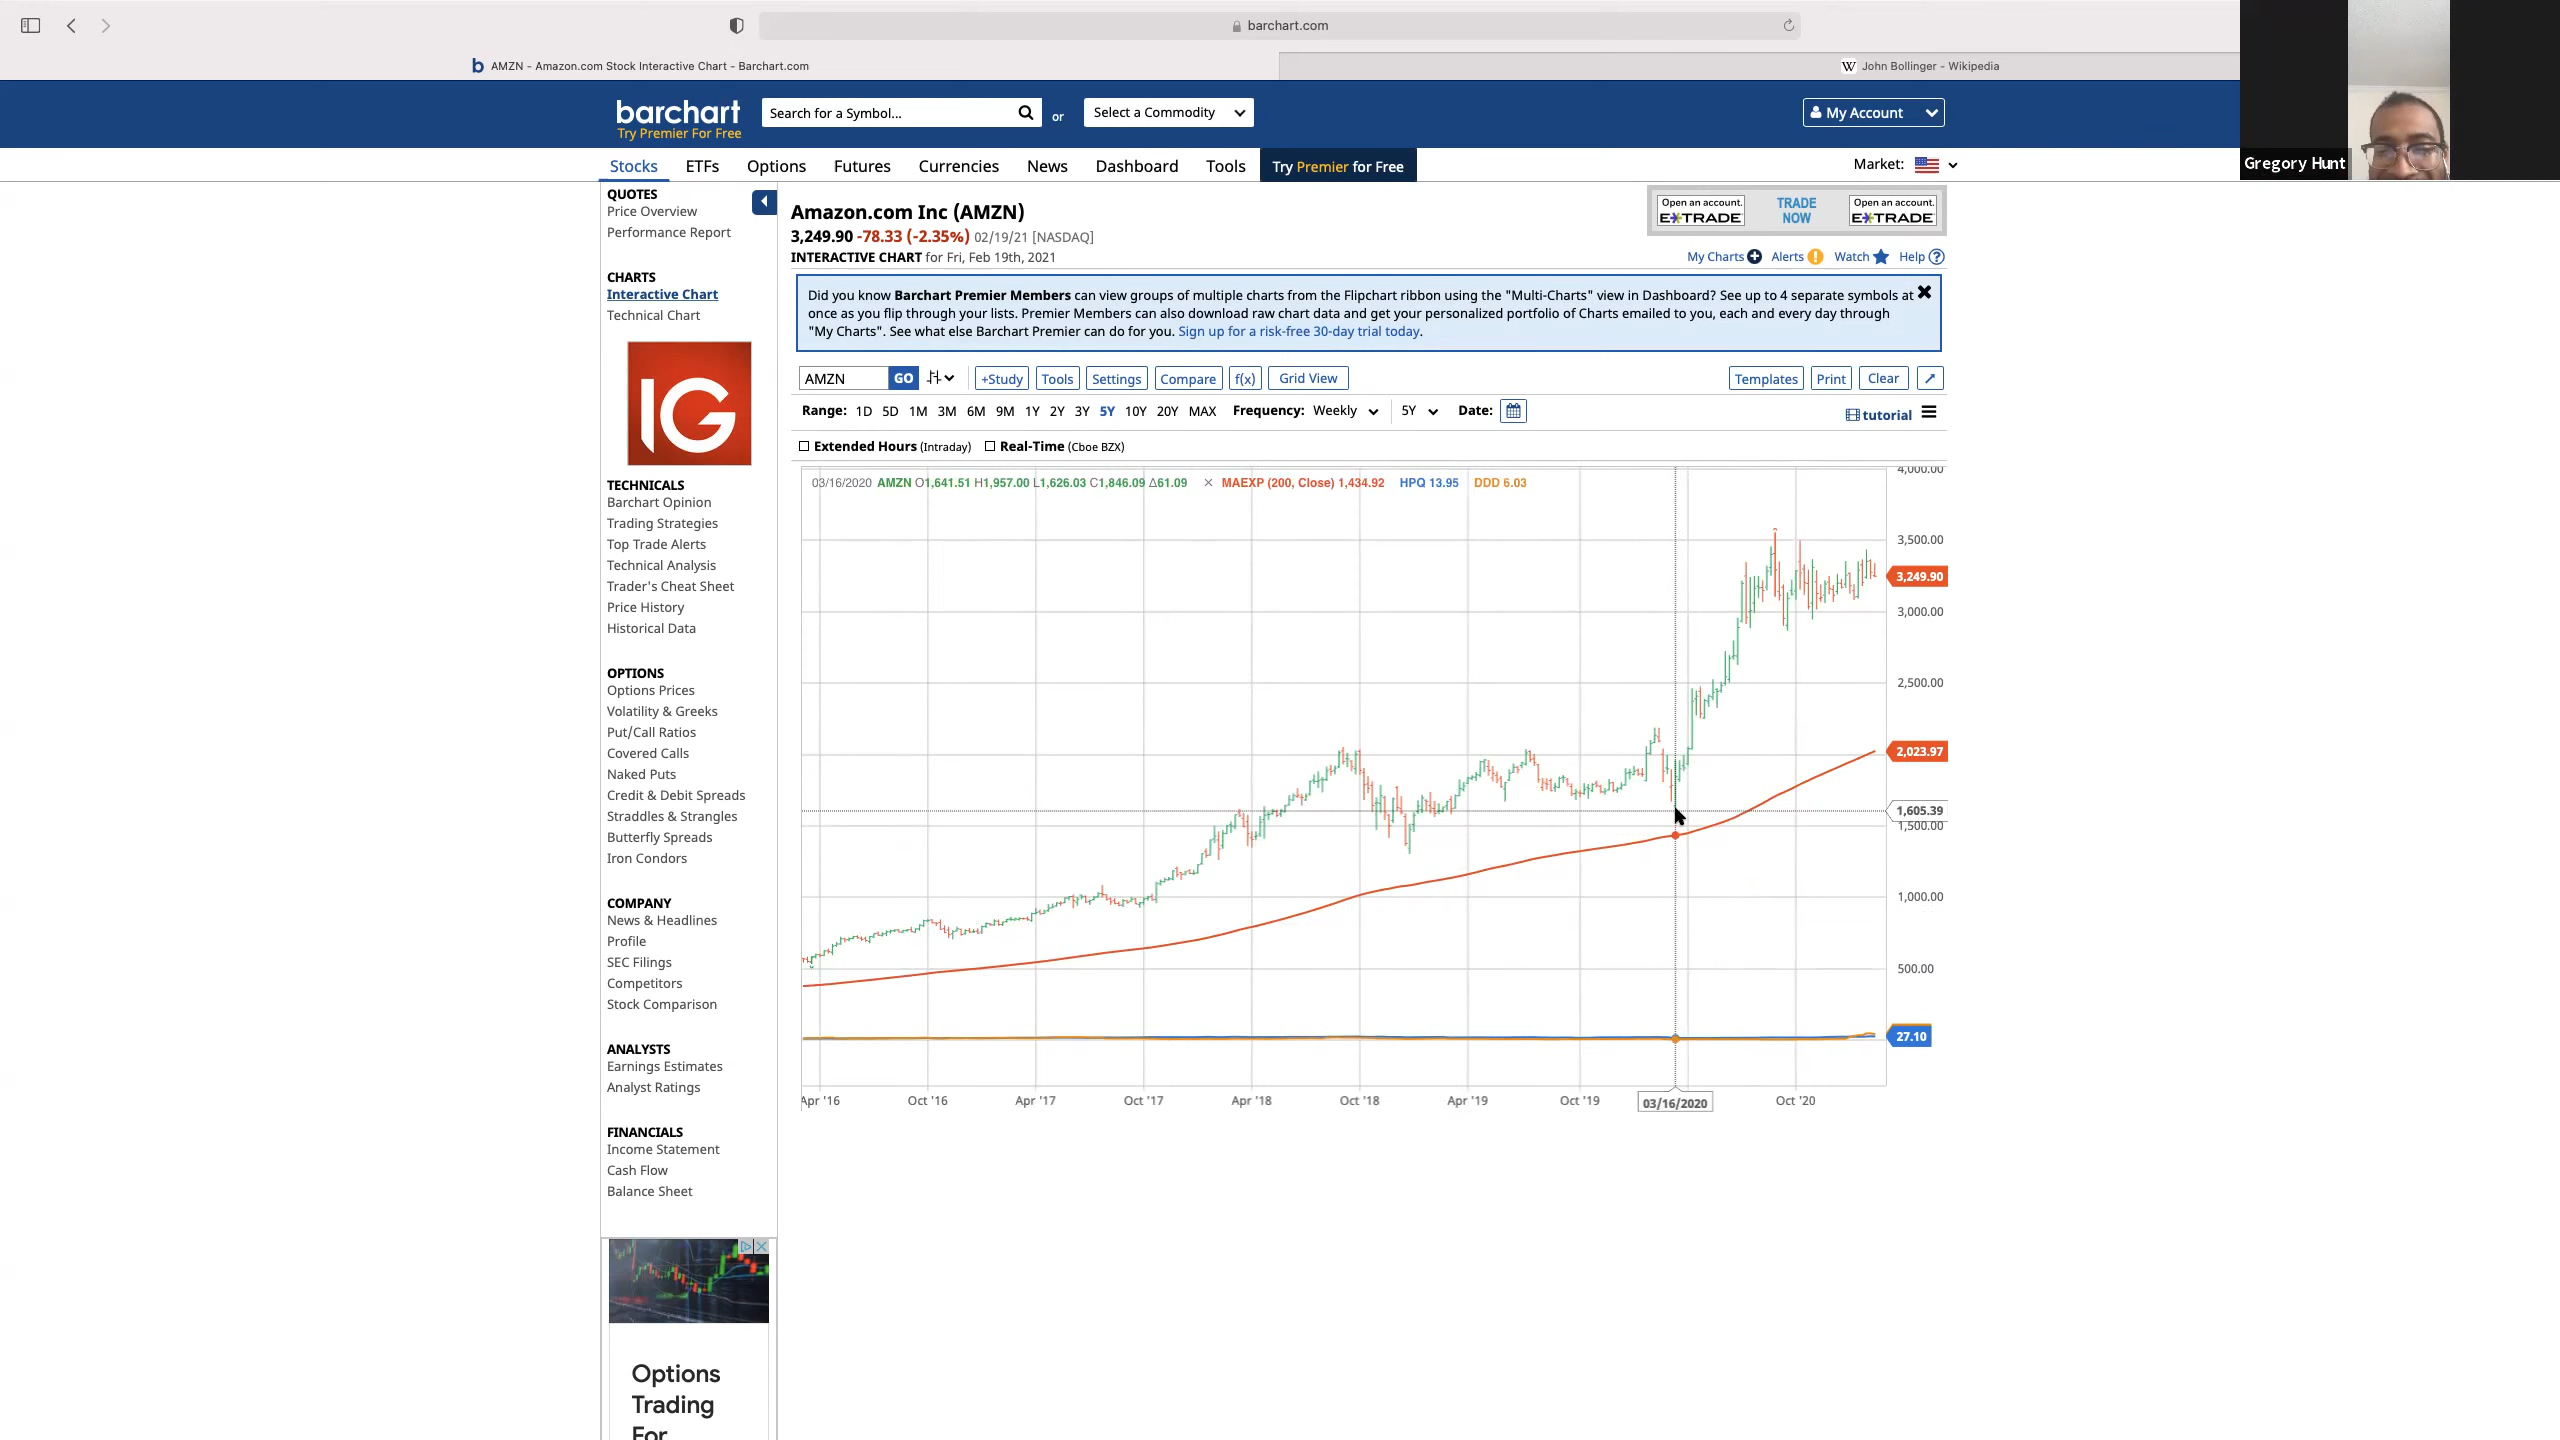 barchart.com
AMZN - Amazon.com Stock Interactive Chart - Barchart.com
John Bollinger - Wikipedia
barchart
Try Premier For Free
Search for a Symbol...
or
Select a Commodity
My Account
Gregory Hunt
Stocks ETFs Options Futures Currencies News Dashboard Tools Try Premier for Free
Market:
QUOTES
Price Overview
Performance Report
CHARTS
Interactive Chart
Technical Chart
IG
TECHNICALS
Barchart Opinion
Trading Strategies
Top Trade Alerts
Technical Analysis
Trader's Cheat Sheet
Price History
Historical Data
OPTIONS
Options Prices
Volatility & Greeks
Put/Call Ratios
Covered Calls
Naked Puts
Credit & Debit Spreads
Straddles & Strangles
Butterfly Spreads
Iron Condors
COMPANY
News & Headlines
Profile
SEC Filings
Competitors
Stock Comparison
ANALYSTS
Earnings Estimates
Analyst Ratings
FINANCIALS
Income Statement
Cash Flow
Balance Sheet
Options
Trading
For
Amazon.com Inc (AMZN)
3,249.90 -78.33 (-2.35%) 02/19/21 [NASDAQ]
INTERACTIVE CHART for Fri, Feb 19th, 2021
Open an account.
E*TRADE
TRADE
NOW
Open an account.
E*TRADE
My Charts Alerts Watch Help
Did you know Barchart Premier Members can view groups of multiple charts from the Flipchart ribbon using the "Multi-Charts" view in Dashboard? See up to 4 separate symbols at
once as you flip through your lists. Premier Members can also download raw chart data and get your personalized portfolio of Charts emailed to you, each and every day through
"My Charts". See what else Barchart Premier can do for you. Sign up for a risk-free 30-day trial today.
AMZN GO +Study Tools Settings Compare f(x) Grid View Templates Print Clear
Range: 1D 5D 1M 3M 6M 9M 1Y 2Y 3Y 5Y 10Y 20Y MAX Frequency: Weekly 5Y Date: tutorial
Extended Hours (Intraday) Real-Time (Cboe BZX)
03/16/2020 AMZN O1,641.51 H1,957.00 L1,626.03 C1,846.09 Δ61.09 × MAEXP (200, Close) 1,434.92 HPQ 13.95 DDD 6.03
4,000.00
3,500.00
3,249.90
3,000.00
2,500.00
2,023.97
1,605.39
1,500.00
1,000.00
500.00
27.10
Apr '16 Oct '16 Apr '17 Oct '17 Apr '18 Oct '18 Apr '19 Oct '19 03/16/2020 Oct '20